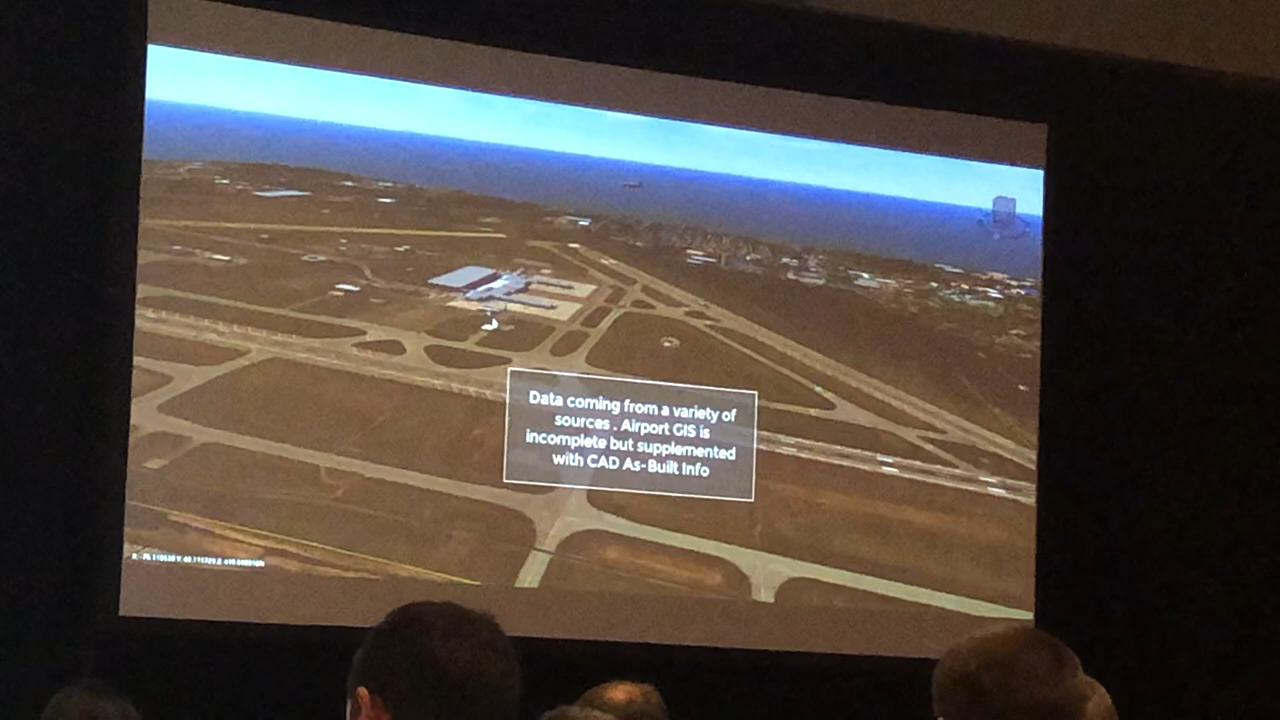 Data coming from a variety of
sources . Airport GIS is
incomplete but supplemented
with CAD As-Built Info